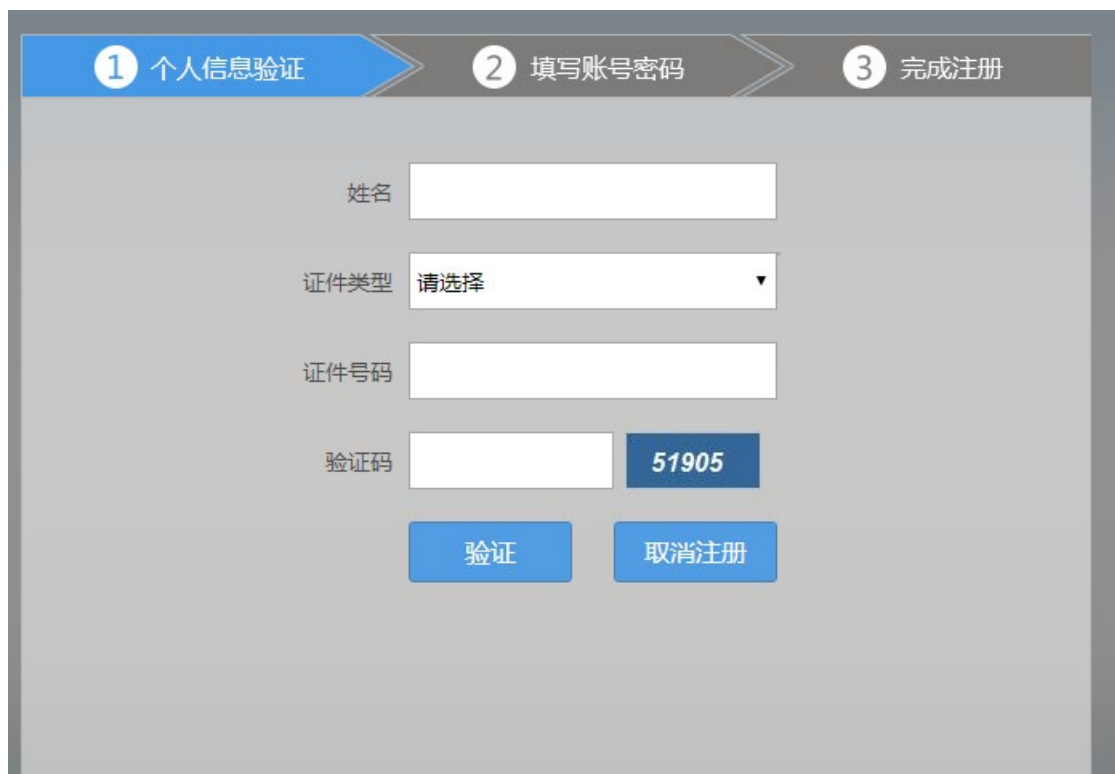 1 个人信息验证 2 填写账号密码 3 完成注册
姓名
证件类型 请选择
证件号码
验证码 51905
验证 取消注册